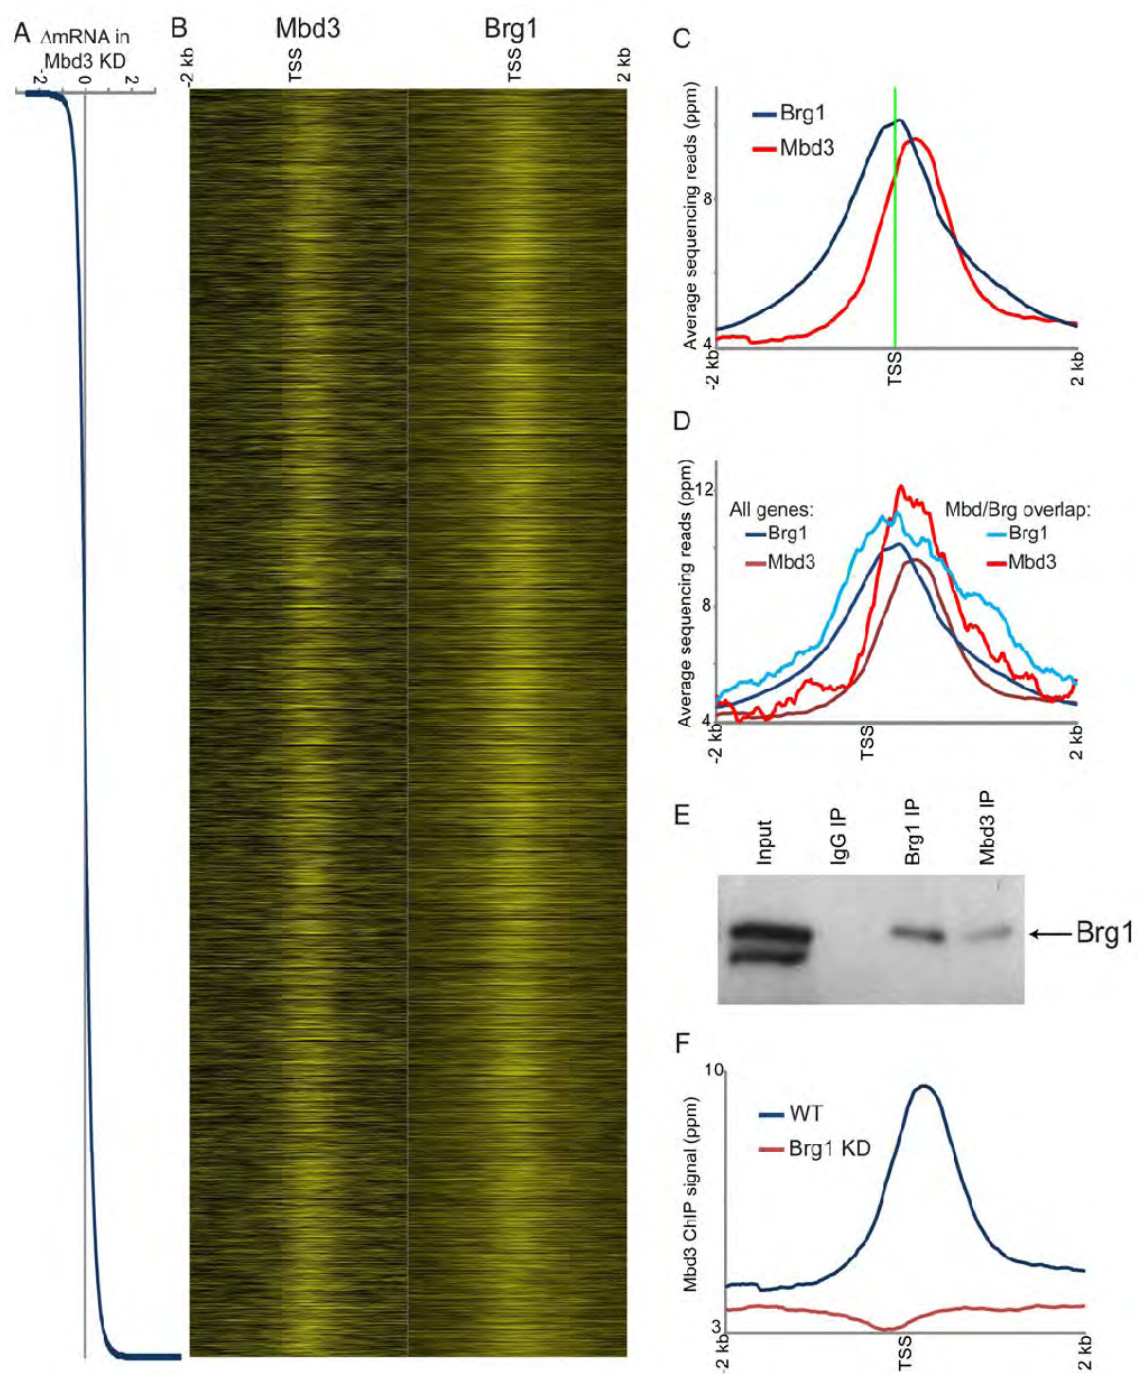 A
ΔmRNA in
Mbd3 KD
-2 0 2
B
Mbd3
Brg1
-2 kb
TSS
TSS
2 kb
C
Average sequencing reads (ppm)
Brg1
Mbd3
8
4
-2 kb
TSS
2 kb
D
Average sequencing reads (ppm)
12
8
4
All genes:
Brg1
Mbd3
Mbd/Brg overlap:
Brg1
Mbd3
-2 kb
TSS
2 kb
E
Input
IgG IP
Brg1 IP
Mbd3 IP
Brg1
F
Mbd3 ChIP signal (ppm)
10
WT
Brg1 KD
3
-2 kb
TSS
2 kb